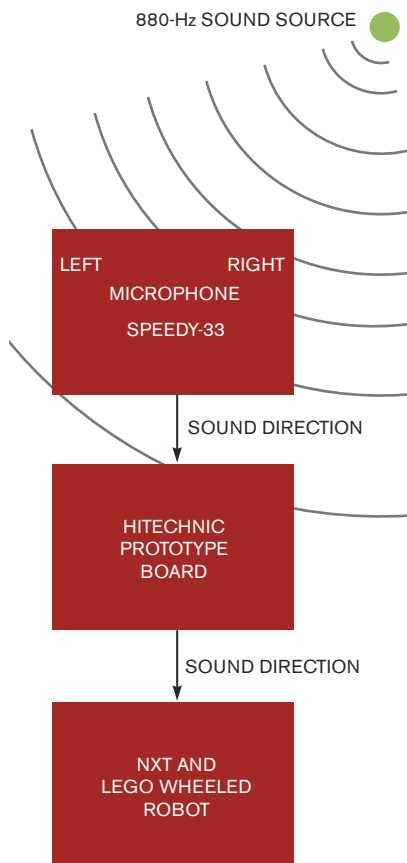 880-Hz SOUND SOURCE
LEFT RIGHT
MICROPHONE
SPEEDY-33
SOUND DIRECTION
HITECHNIC
PROTOTYPE
BOARD
SOUND DIRECTION
NXT AND
LEGO WHEELED
ROBOT